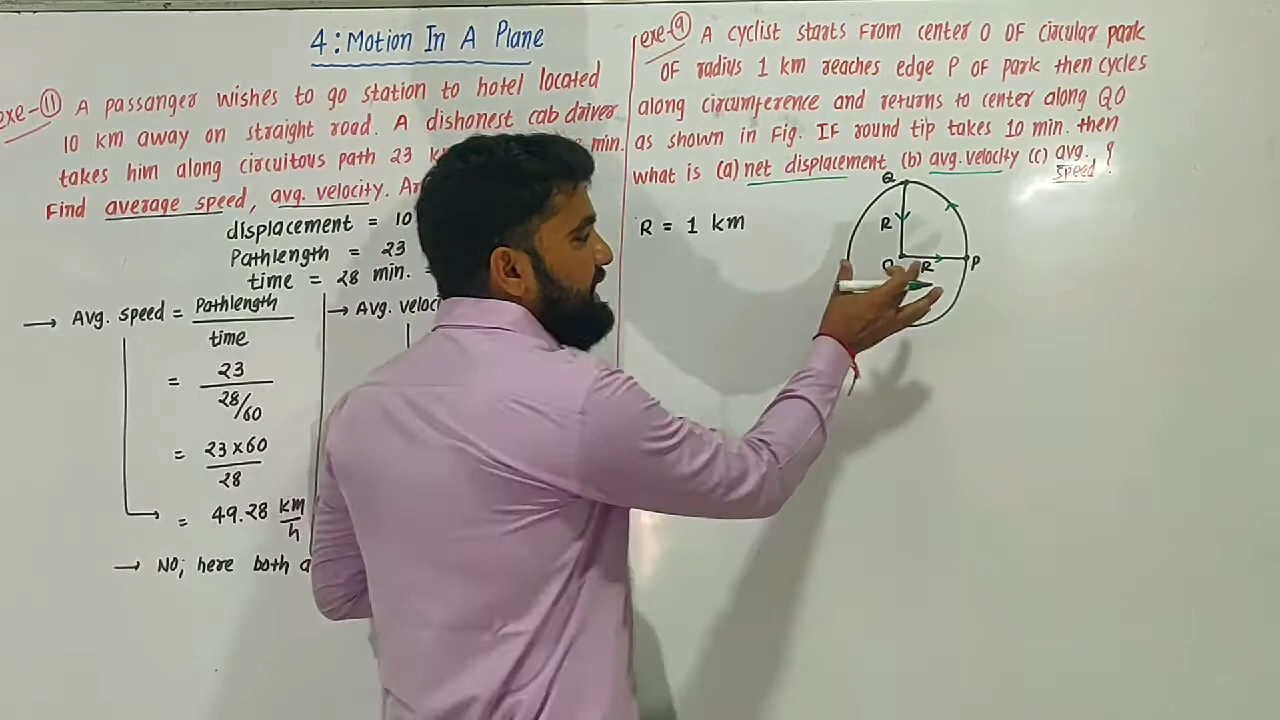 4: Motion In A Plane
exe-11 A passanger wishes to go station to hotel located
10 km away on straight road. A dishonest cab driver
takes him along circuitous path 23 min.
Find average speed, avg. velocity.
displacement = 10
Pathlength = 23
time = 28 min. =
→ Avg. speed = Pathlength
time
= 23
28/60
= 23×60
28
= 49.28 km
h
→ NO; here both
→ Avg.
exe-9 A cyclist starts From center O OF circular park
OF radius 1 km reaches edge P OF park then cycles
along circumference and returns to center along QO
as shown in Fig. IF round tip takes 10 min. then
what is (a) net displacement (b) avg. velocity (c) avg. speed ?
R = 1 km
Q
R
O
R
P